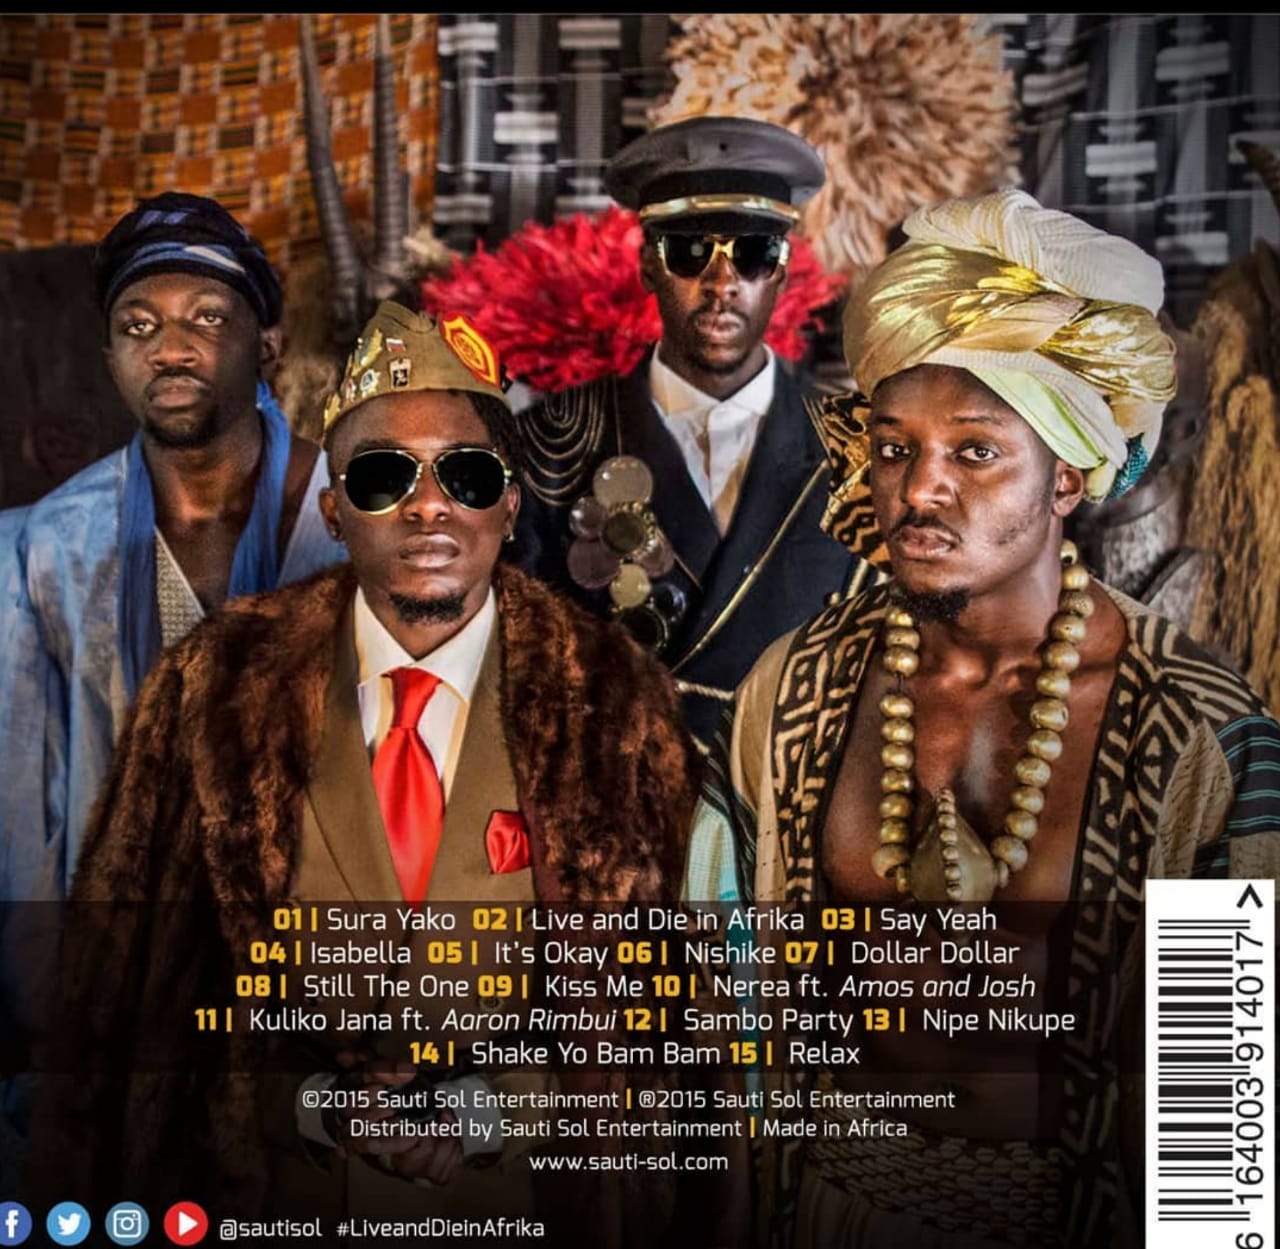 01 | Sura Yako 02 | Live and Die in Afrika 03 | Say Yeah
04 | Isabella 05 | It's Okay 06 | Nishike 07 | Dollar Dollar
08 | Still The One 09 | Kiss Me 10 | Nerea ft. Amos and Josh
11 | Kuliko Jana ft. Aaron Rimbui 12 | Sambo Party 13 | Nipe Nikupe
14 | Shake Yo Bam Bam 15 | Relax
©2015 Sauti Sol Entertainment | ®2015 Sauti Sol Entertainment
Distributed by Sauti Sol Entertainment | Made in Africa
www.sauti-sol.com
@sautisol #LiveandDieinAfrika
6 164003 914017 >